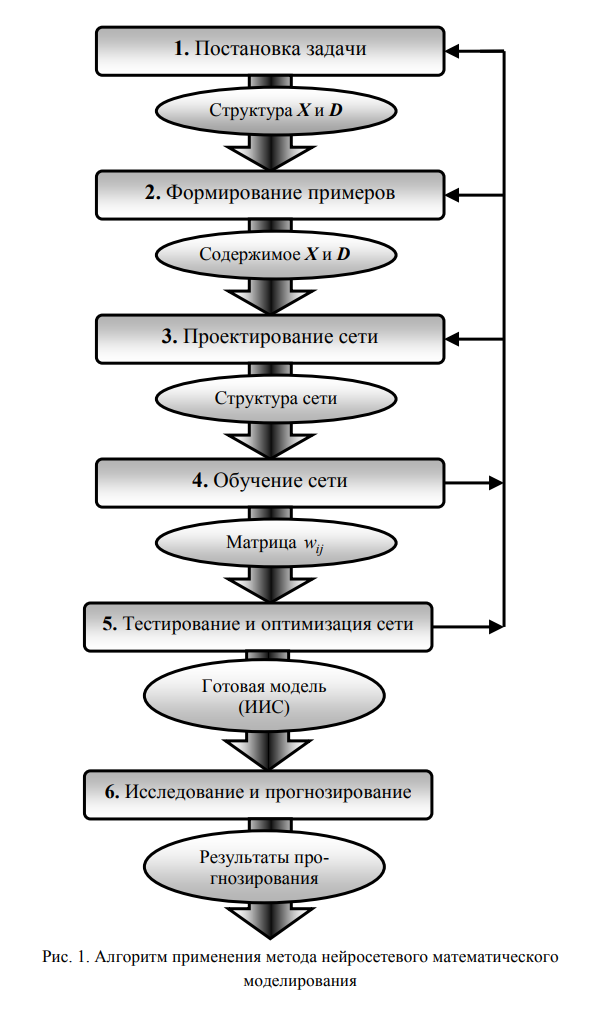 1. Постановка задачи
Структура X и D
2. Формирование примеров
Содержимое X и D
3. Проектирование сети
Структура сети
4. Обучение сети
Матрица wij
5. Тестирование и оптимизация сети
Готовая модель
(ИИС)
6. Исследование и прогнозирование
Результаты про-
гнозирования
Рис. 1. Алгоритм применения метода нейросетевого математического
моделирования